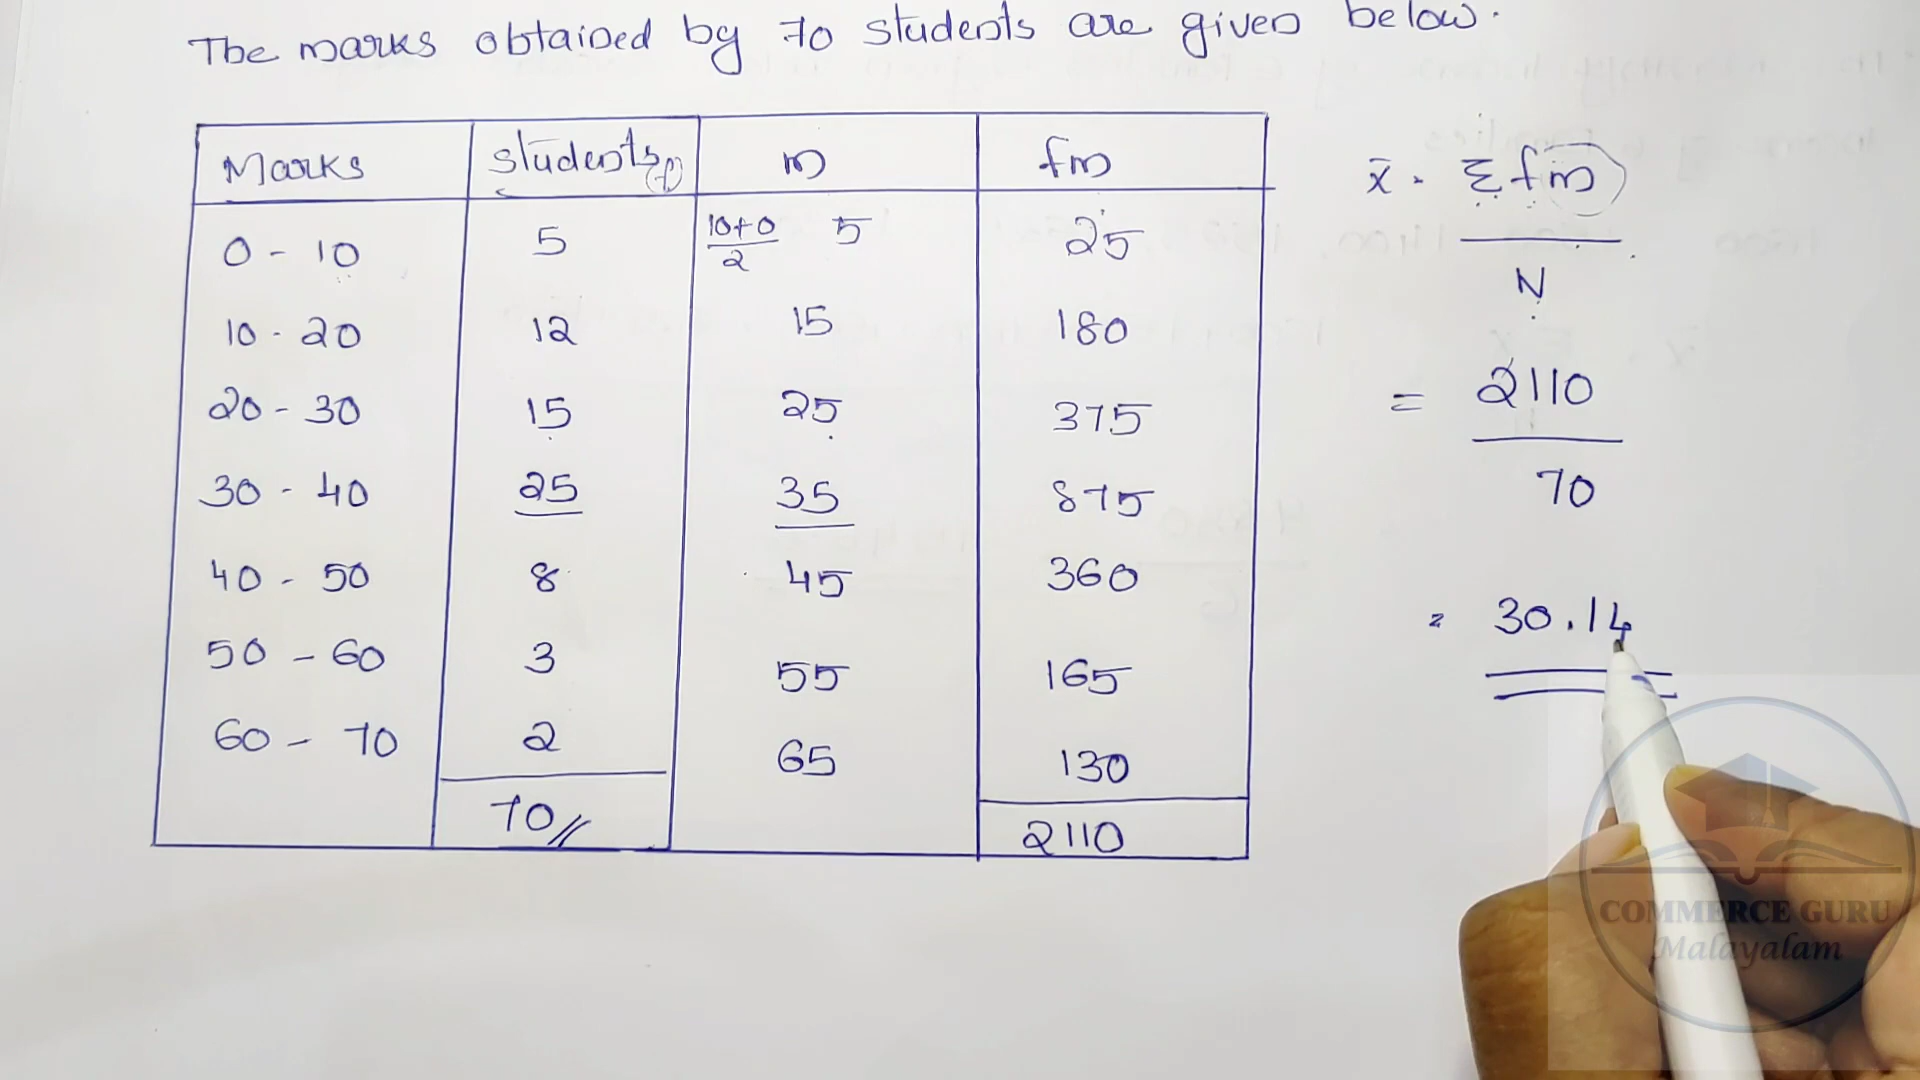 The marks obtained by 70 students are given below.
Marks students (f) m fm
0 - 10 5 10+0/2 5 25
10 - 20 12 15 180
20 - 30 15 25 375
30 - 40 25 35 875
40 - 50 8 45 360
50 - 60 3 55 165
60 - 70 2 65 130
70 2110
x̄ = Σfm / N
= 2110 / 70
= 30.14
COMMERCE GURU
Malayalam